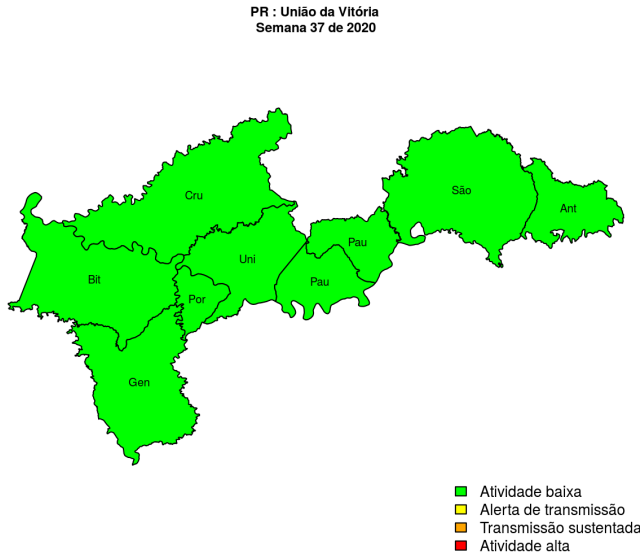 PR : União da Vitória
Semana 37 de 2020
Cru
São
Ant
Pau
Uni
Bit
Pau
Por
Gen
Atividade baixa
Alerta de transmissão
Transmissão sustentada
Atividade alta